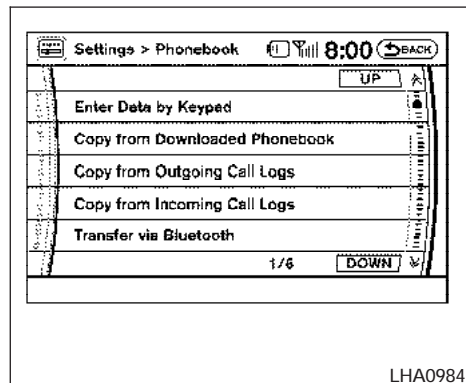 Settings > Phonebook 8:00 BACK
UP
Enter Data by Keypad
Copy from Downloaded Phonebook
Copy from Outgoing Call Logs
Copy from Incoming Call Logs
Transfer via Bluetooth
1/6 DOWN
LHA0984